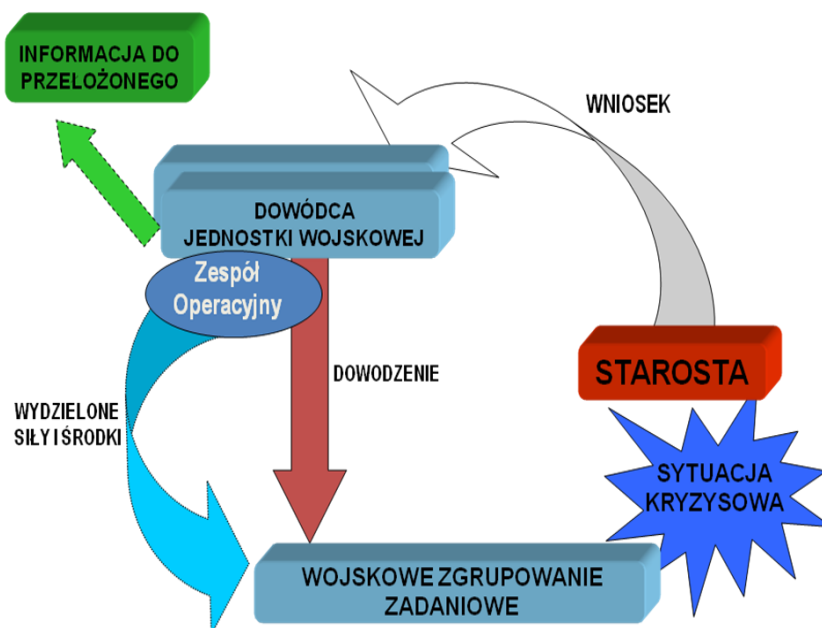 INFORMACJA DO
PRZEŁOŻONEGO
WNIOSEK
DOWÓDCA
JEDNOSTKI WOJSKOWEJ
Zespół
Operacyjny
DOWODZENIE
STAROSTA
WYDZIELONE
SIŁY I ŚRODKI
SYTUACJA
KRYZYSOWA
WOJSKOWE ZGRUPOWANIE
ZADANIOWE